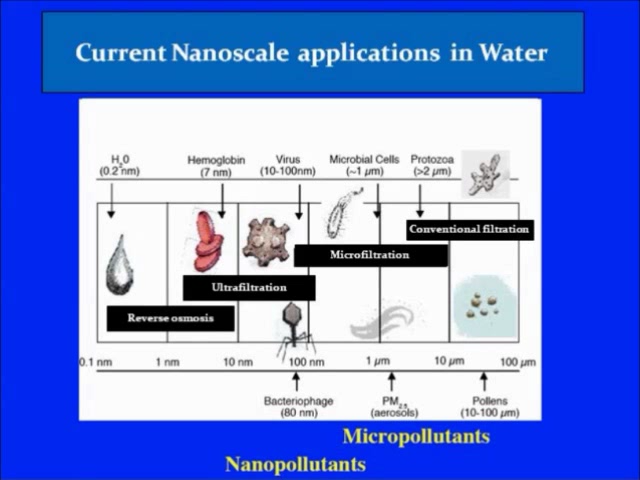 Current Nanoscale applications in Water
H2O Hemoglobin Virus Microbial Cells Protozoa
(0.2 nm) (7 nm) (10-100nm) (~1 µm) (>2 µm)
Conventional filtration
Microfiltration
Ultrafiltration
Reverse osmosis
0.1 nm 1 nm 10 nm 100 nm 1 µm 10 µm 100 µm
Bacteriophage PM2.5 Pollens
(80 nm) (aerosols) (10-100 µm)
Micropollutants
Nanopollutants